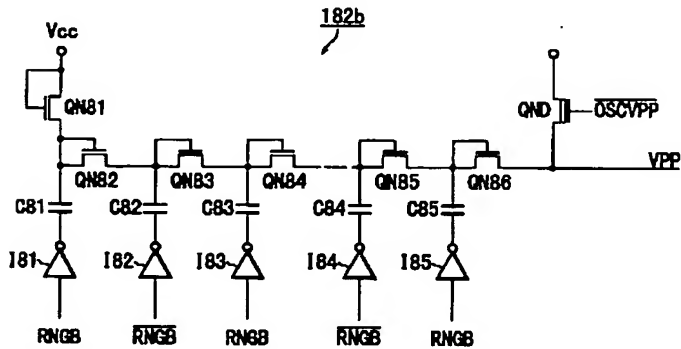 182b
Vcc
QN81
QND
OSCVPP
VPP
QN82
QN83
QN84
QN85
QN86
C81
C82
C83
C84
C85
I81
I82
I83
I84
I85
RNGB
RNGB
RNGB
RNGB
RNGB